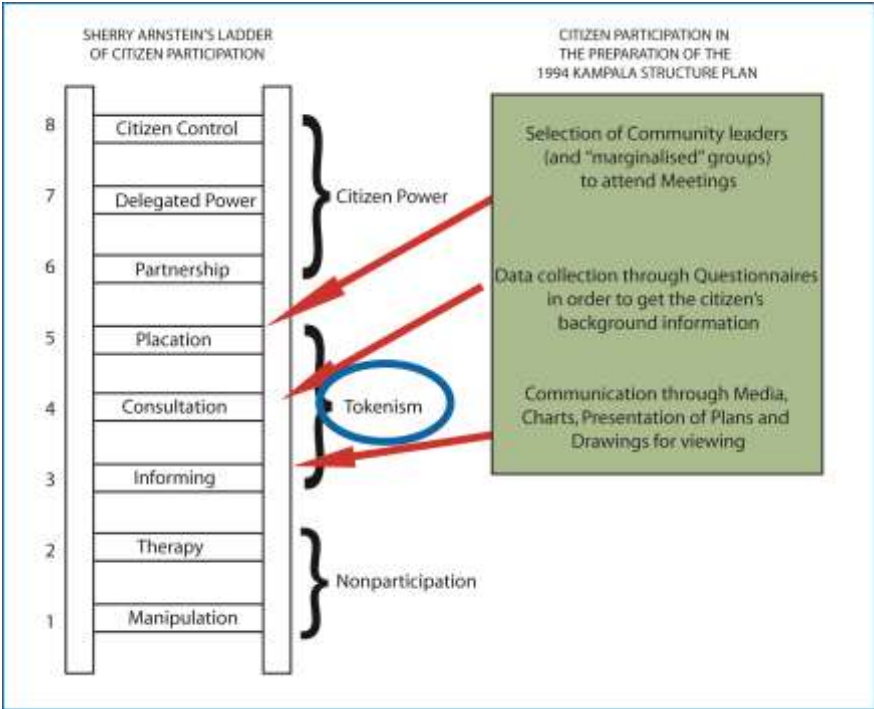 SHERRY ARNSTEIN'S LADDER
OF CITIZEN PARTICIPATION
8
Citizen Control
7
Delegated Power
Citizen Power
6
Partnership
5
Placation
4
Consultation
Tokenism
3
Informing
2
Therapy
Nonparticipation
1
Manipulation
CITIZEN PARTICIPATION IN
THE PREPARATION OF THE
1994 KAMPALA STRUCTURE PLAN
Selection of Community leaders
(and "marginalised" groups)
to attend Meetings
Data collection through Questionnaires
in order to get the citizen's
background information
Communication through Media,
Charts, Presentation of Plans and
Drawings for viewing